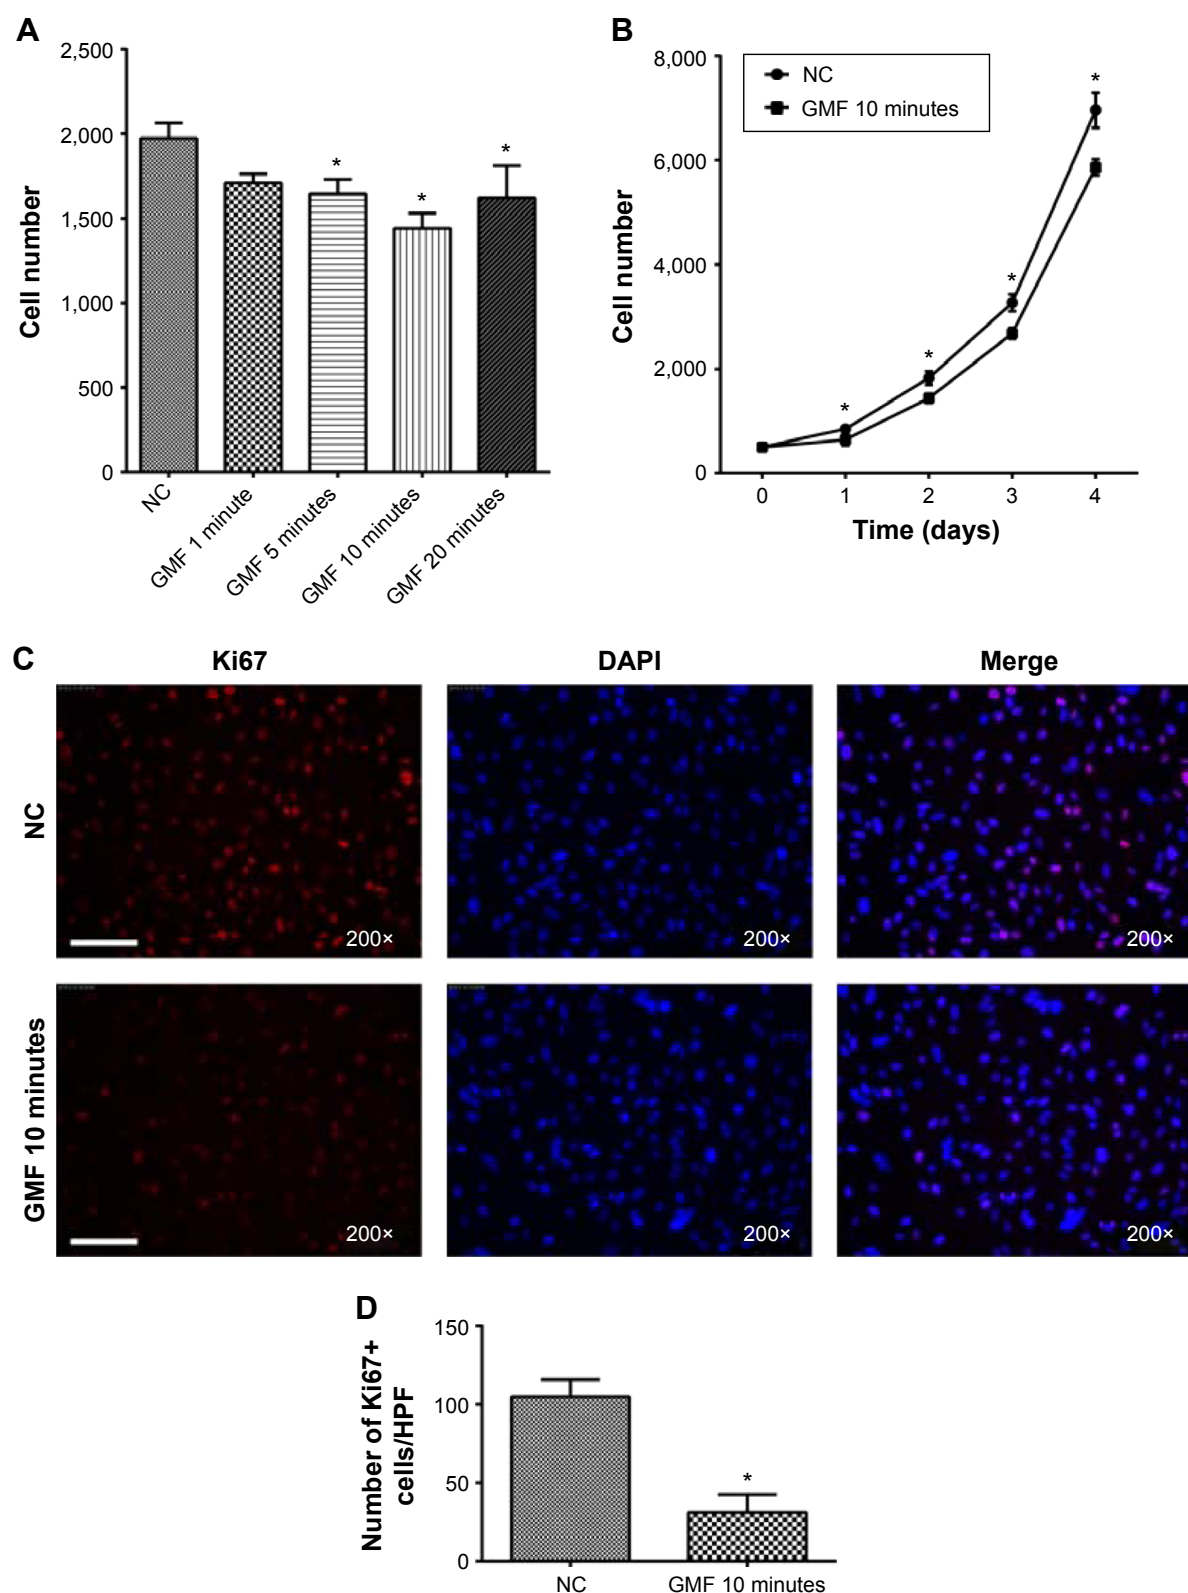 A
2,500
2,000
1,500
1,000
500
0
Cell number
*
*
*
NC
GMF 1 minute
GMF 5 minutes
GMF 10 minutes
GMF 20 minutes
B
8,000
6,000
4,000
2,000
0
Cell number
NC
GMF 10 minutes
*
*
*
*
0 1 2 3 4
Time (days)
C
Ki67 DAPI Merge
NC
200× 200× 200×
GMF 10 minutes
200× 200× 200×
D
150
100
50
0
Number of Ki67+
cells/HPF
*
NC GMF 10 minutes